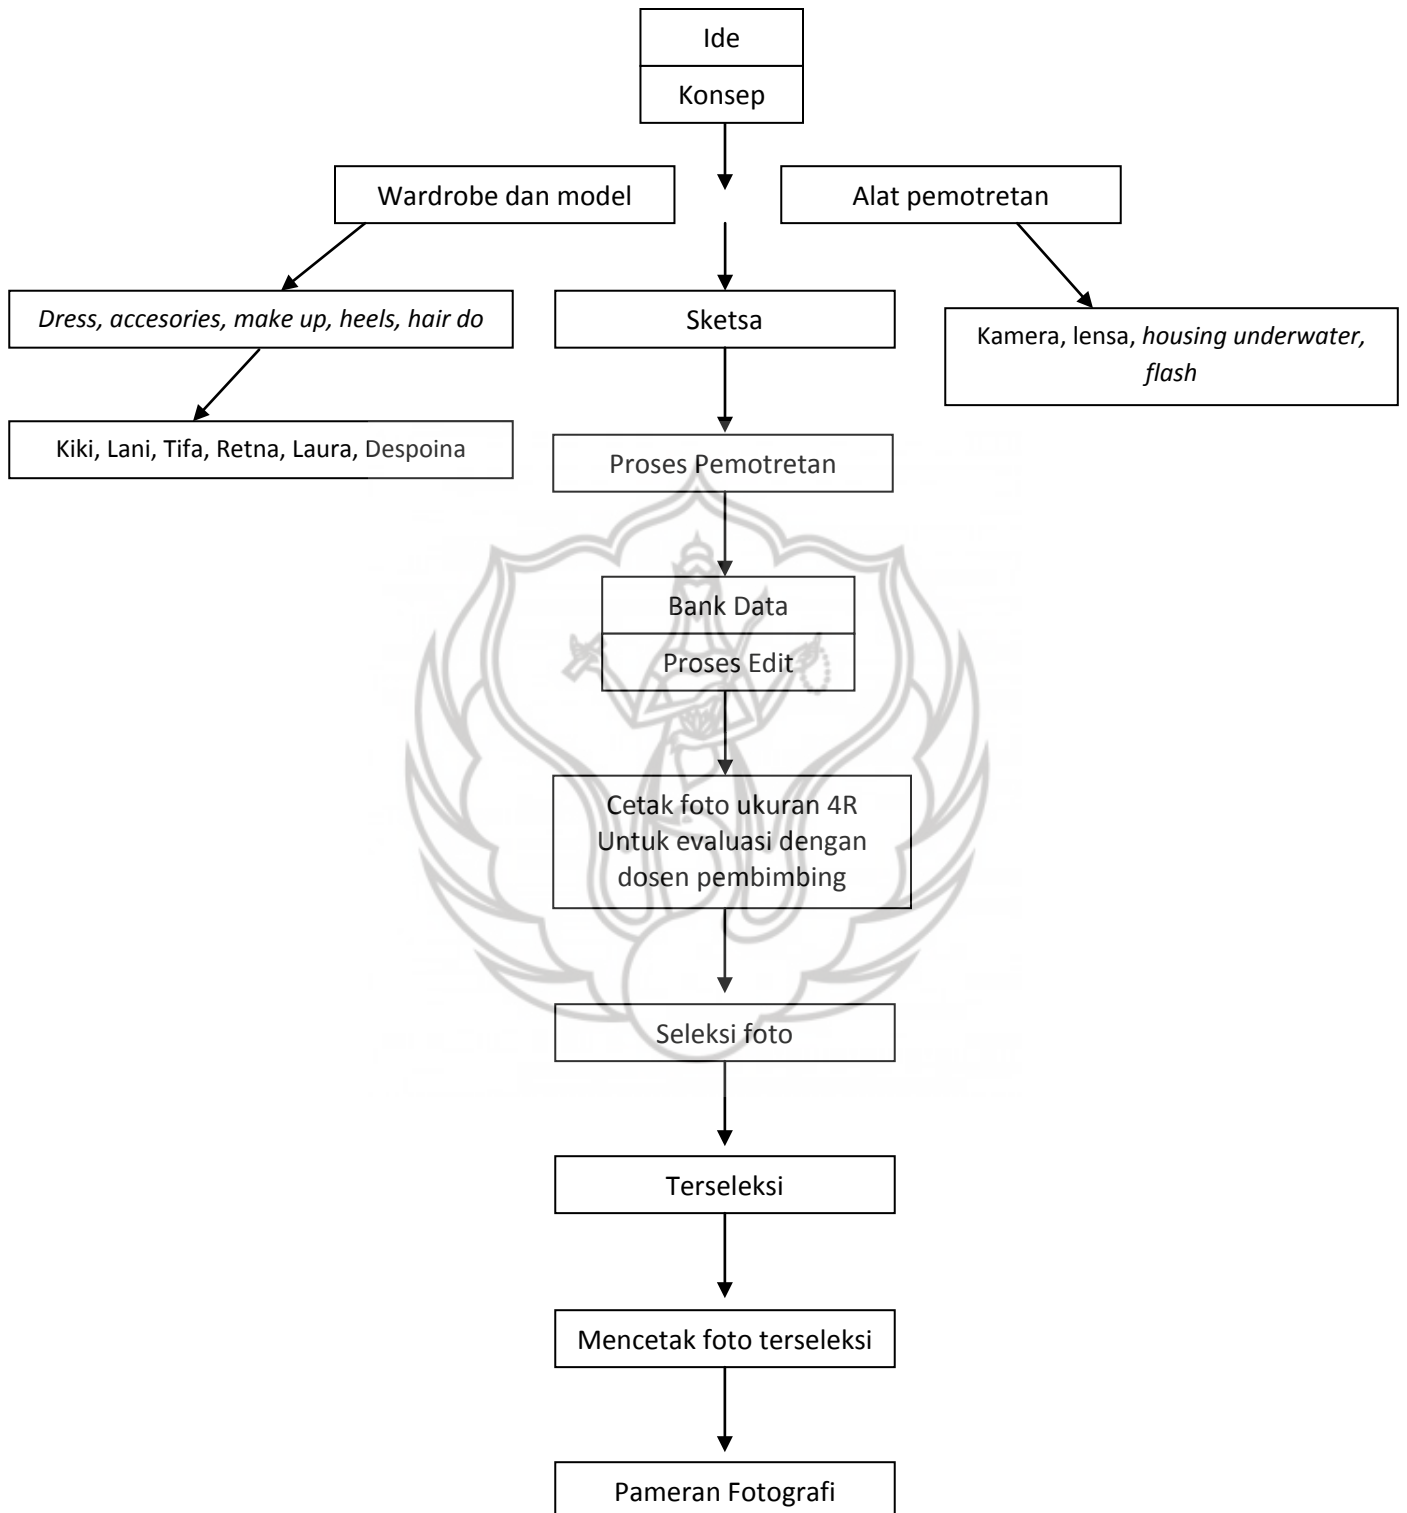 Ide
Konsep
Wardrobe dan model
Alat pemotretan
Dress, accesories, make up, heels, hair do
Sketsa
Kamera, lensa, housing underwater,
flash
Kiki, Lani, Tifa, Retna, Laura, Despoina
Proses Pemotretan
Bank Data
Proses Edit
Cetak foto ukuran 4R
Untuk evaluasi dengan
dosen pembimbing
Seleksi foto
Terseleksi
Mencetak foto terseleksi
Pameran Fotografi